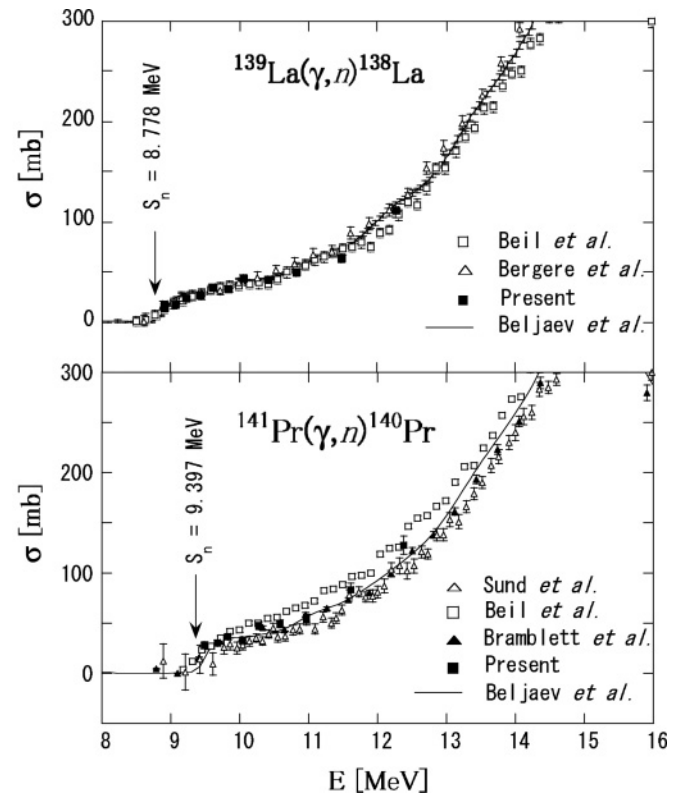 300
200
100
0
σ [mb]
¹³⁹La(γ,n)¹³⁸La
Sₙ = 8.778 MeV
Beil et al.
Bergere et al.
Present
Beljaev et al.
300
200
100
0
σ [mb]
¹⁴¹Pr(γ,n)¹⁴⁰Pr
Sₙ = 9.397 MeV
Sund et al.
Beil et al.
Bramblett et al.
Present
Beljaev et al.
8 9 10 11 12 13 14 15 16
E [MeV]